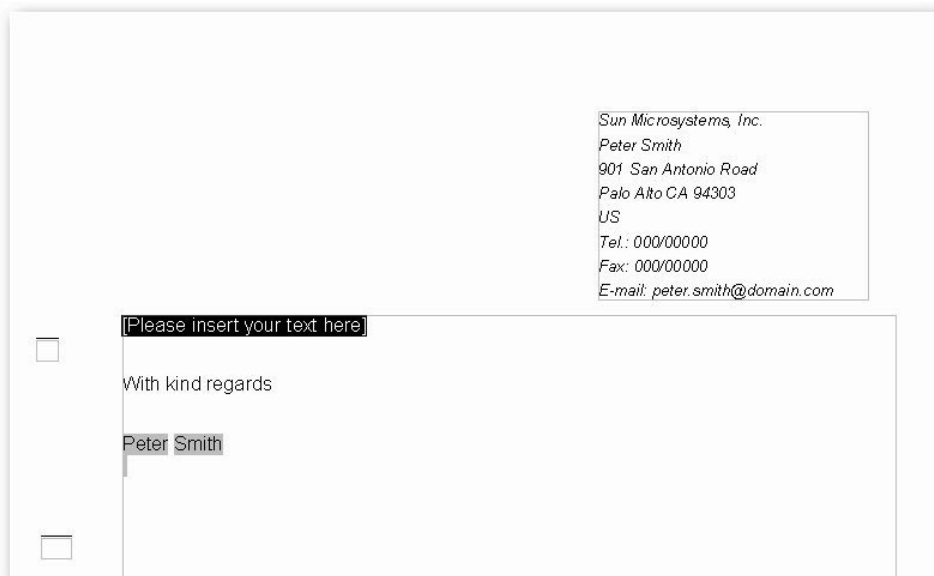 Sun Microsystems, Inc.
Peter Smith
901 San Antonio Road
Palo Alto CA 94303
US
Tel.: 000/00000
Fax: 000/00000
E-mail: peter.smith@domain.com
[Please insert your text here]
With kind regards
Peter Smith